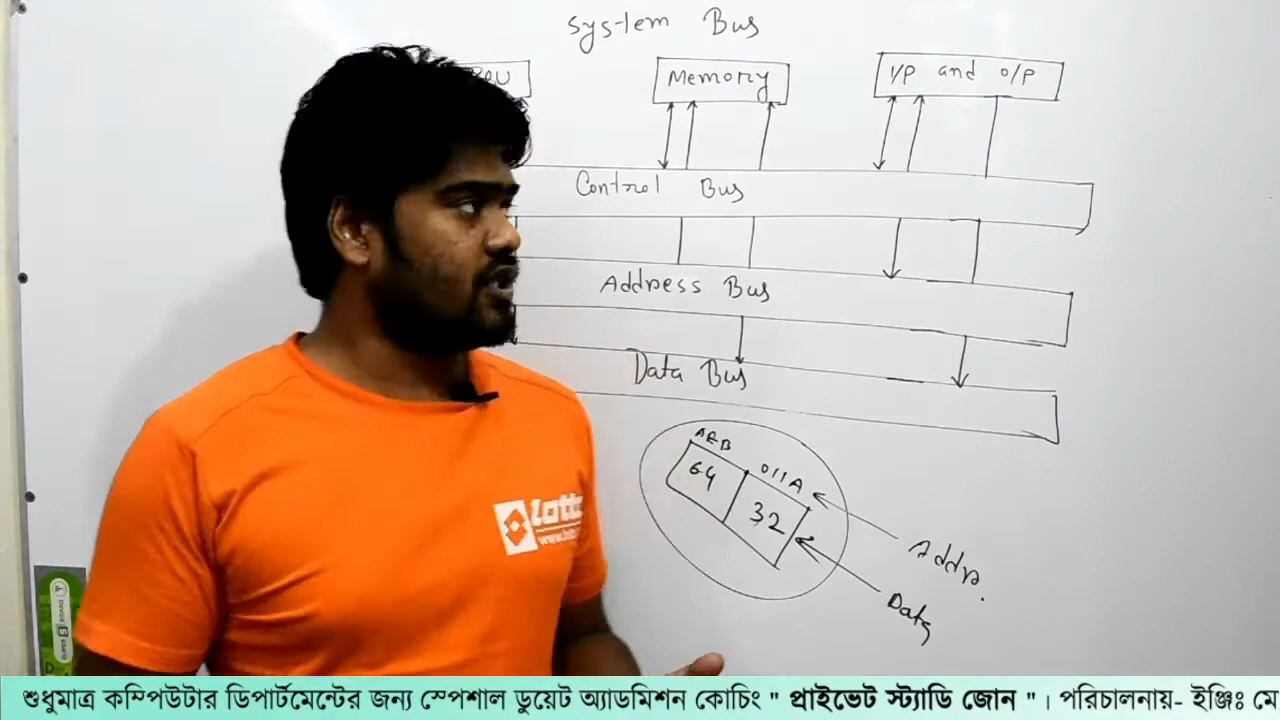 System Bus
Memory
I/P and O/P
Control Bus
Address Bus
Data Bus
64
011A
32
Addr.
Data
Lotto
শুধুমাত্র কম্পিউটার ডিপার্টমেন্টের জন্য স্পেশাল ডুয়েট অ্যাডমিশন কোচিং " প্রাইভেট স্ট্যাডি জোন "। পরিচালনায়- ইঞ্জিঃ মো